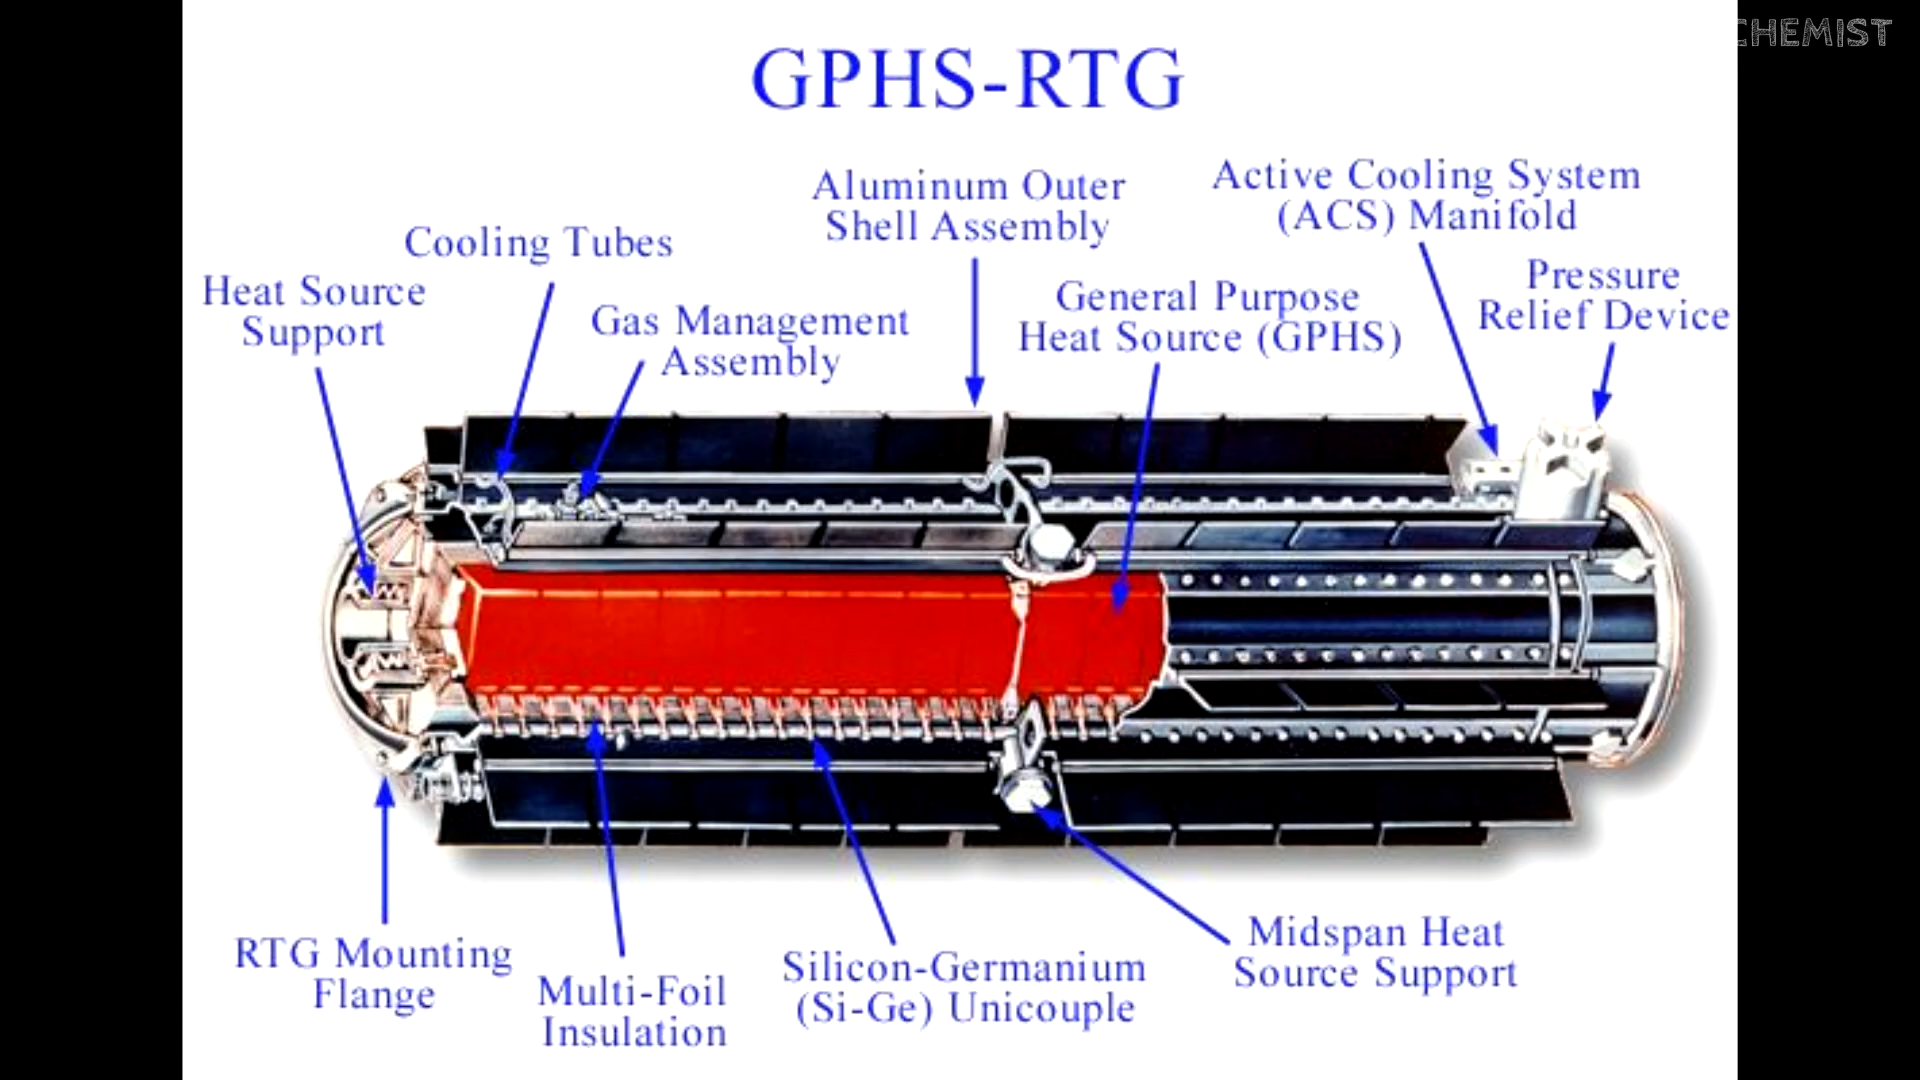 CHEMIST
GPHS-RTG
Aluminum Outer
Shell Assembly
Active Cooling System
(ACS) Manifold
Cooling Tubes
Pressure
Relief Device
Heat Source
Support
General Purpose
Heat Source (GPHS)
Gas Management
Assembly
RTG Mounting
Flange
Multi-Foil
Insulation
Silicon-Germanium
(Si-Ge) Unicouple
Midspan Heat
Source Support